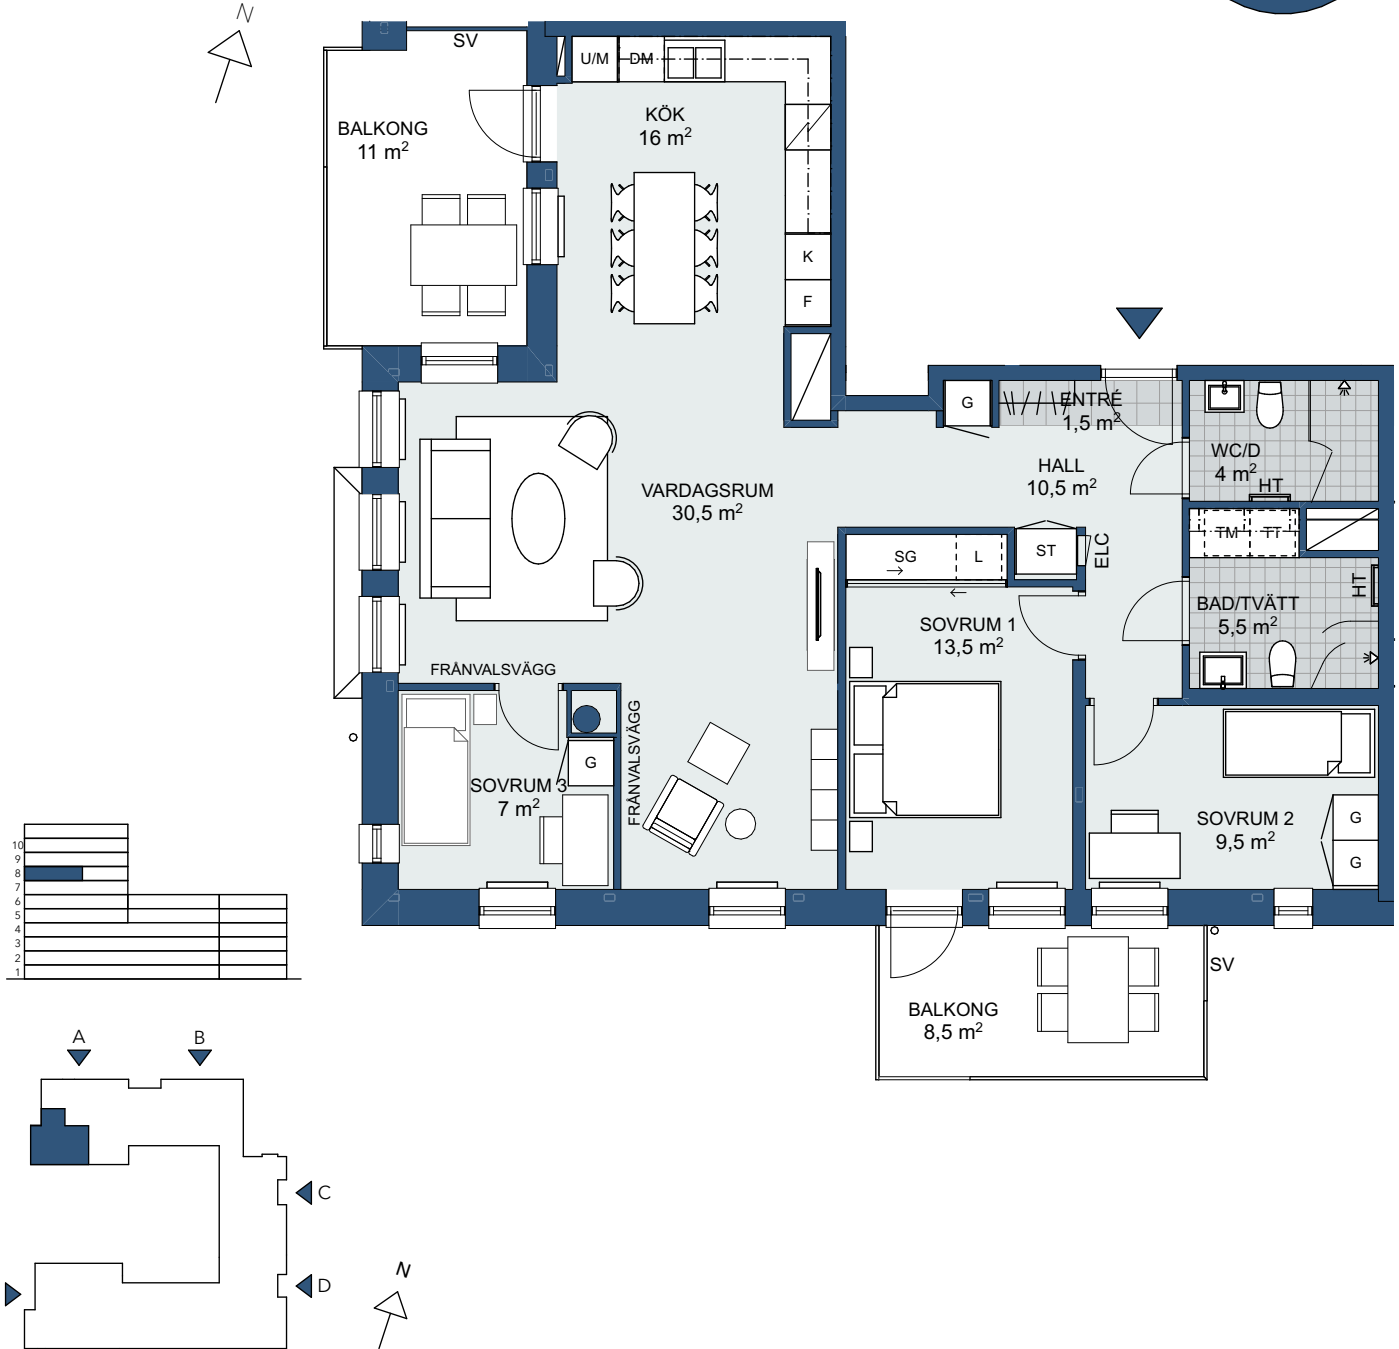 N
SV
U/M
DM
BALKONG
11 m²
KÖK
16 m²
K
F
G
ENTRÉ
1,5 m²
HALL
10,5 m²
WC/D
4 m²
HT
VARDAGSRUM
30,5 m²
TM
TT
SG
L
ST
ELC
HT
BAD/TVÄTT
5,5 m²
SOVRUM 1
13,5 m²
FRÅNVALSVÄGG
FRÅNVALSVÄGG
G
SOVRUM 3
7 m²
SOVRUM 2
9,5 m²
G
G
SV
BALKONG
8,5 m²
10
9
8
7
6
5
4
3
2
1
A
B
C
D
N